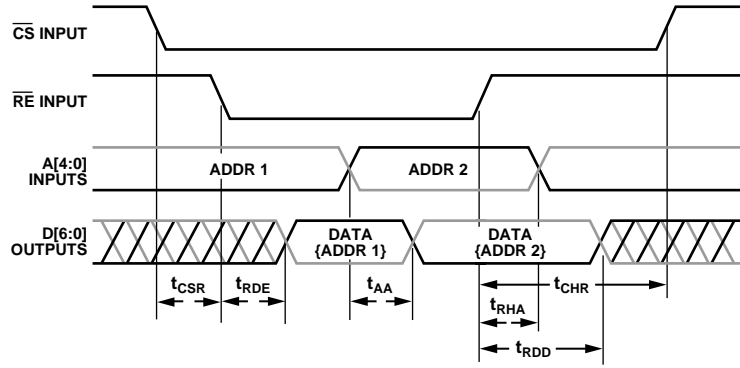 CS INPUT
RE INPUT
A[4:0]
INPUTS
ADDR 1
ADDR 2
D[6:0]
OUTPUTS
DATA
{ADDR 1}
DATA
{ADDR 2}
tCSR
tRDE
tAA
tCHR
tRHA
tRDD